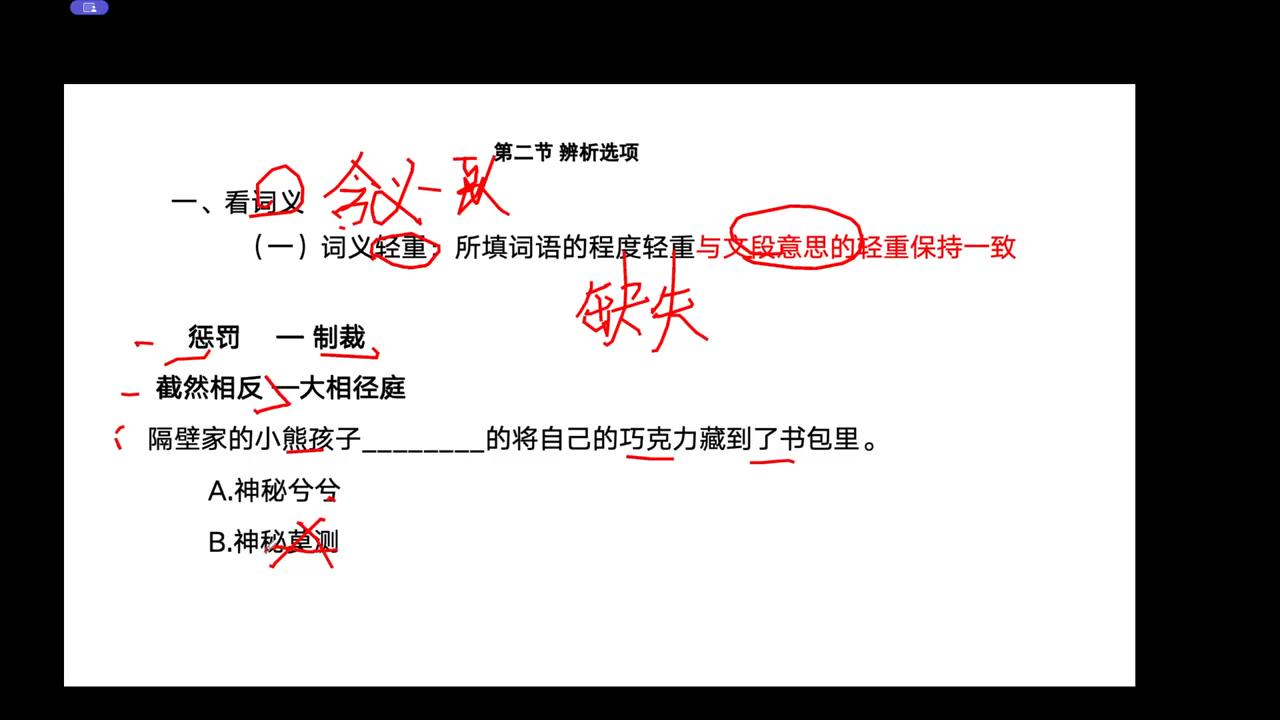 第二节 辨析选项
一、看词义 含义一致
（一）词义轻重：所填词语的程度轻重与文段意思的轻重保持一致
缺失
惩罚 — 制裁
截然相反 —大相径庭
隔壁家的小熊孩子_________的将自己的巧克力藏到了书包里。
A.神秘兮兮
B.神秘莫测